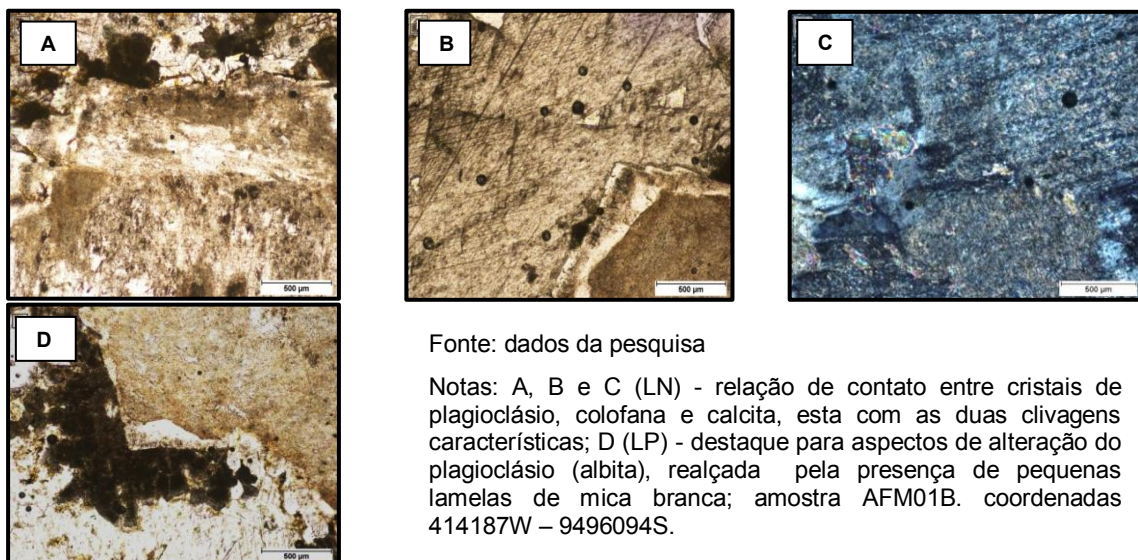 A
B
C
500 µm
500 µm
500 µm
D
500 µm
Fonte: dados da pesquisa
Notas: A, B e C (LN) - relação de contato entre cristais de
plagioclásio, colofana e calcita, esta com as duas clivagens
características; D (LP) - destaque para aspectos de alteração do
plagioclásio (albita), realçada pela presença de pequenas
lamelas de mica branca; amostra AFM01B. coordenadas
414187W – 9496094S.